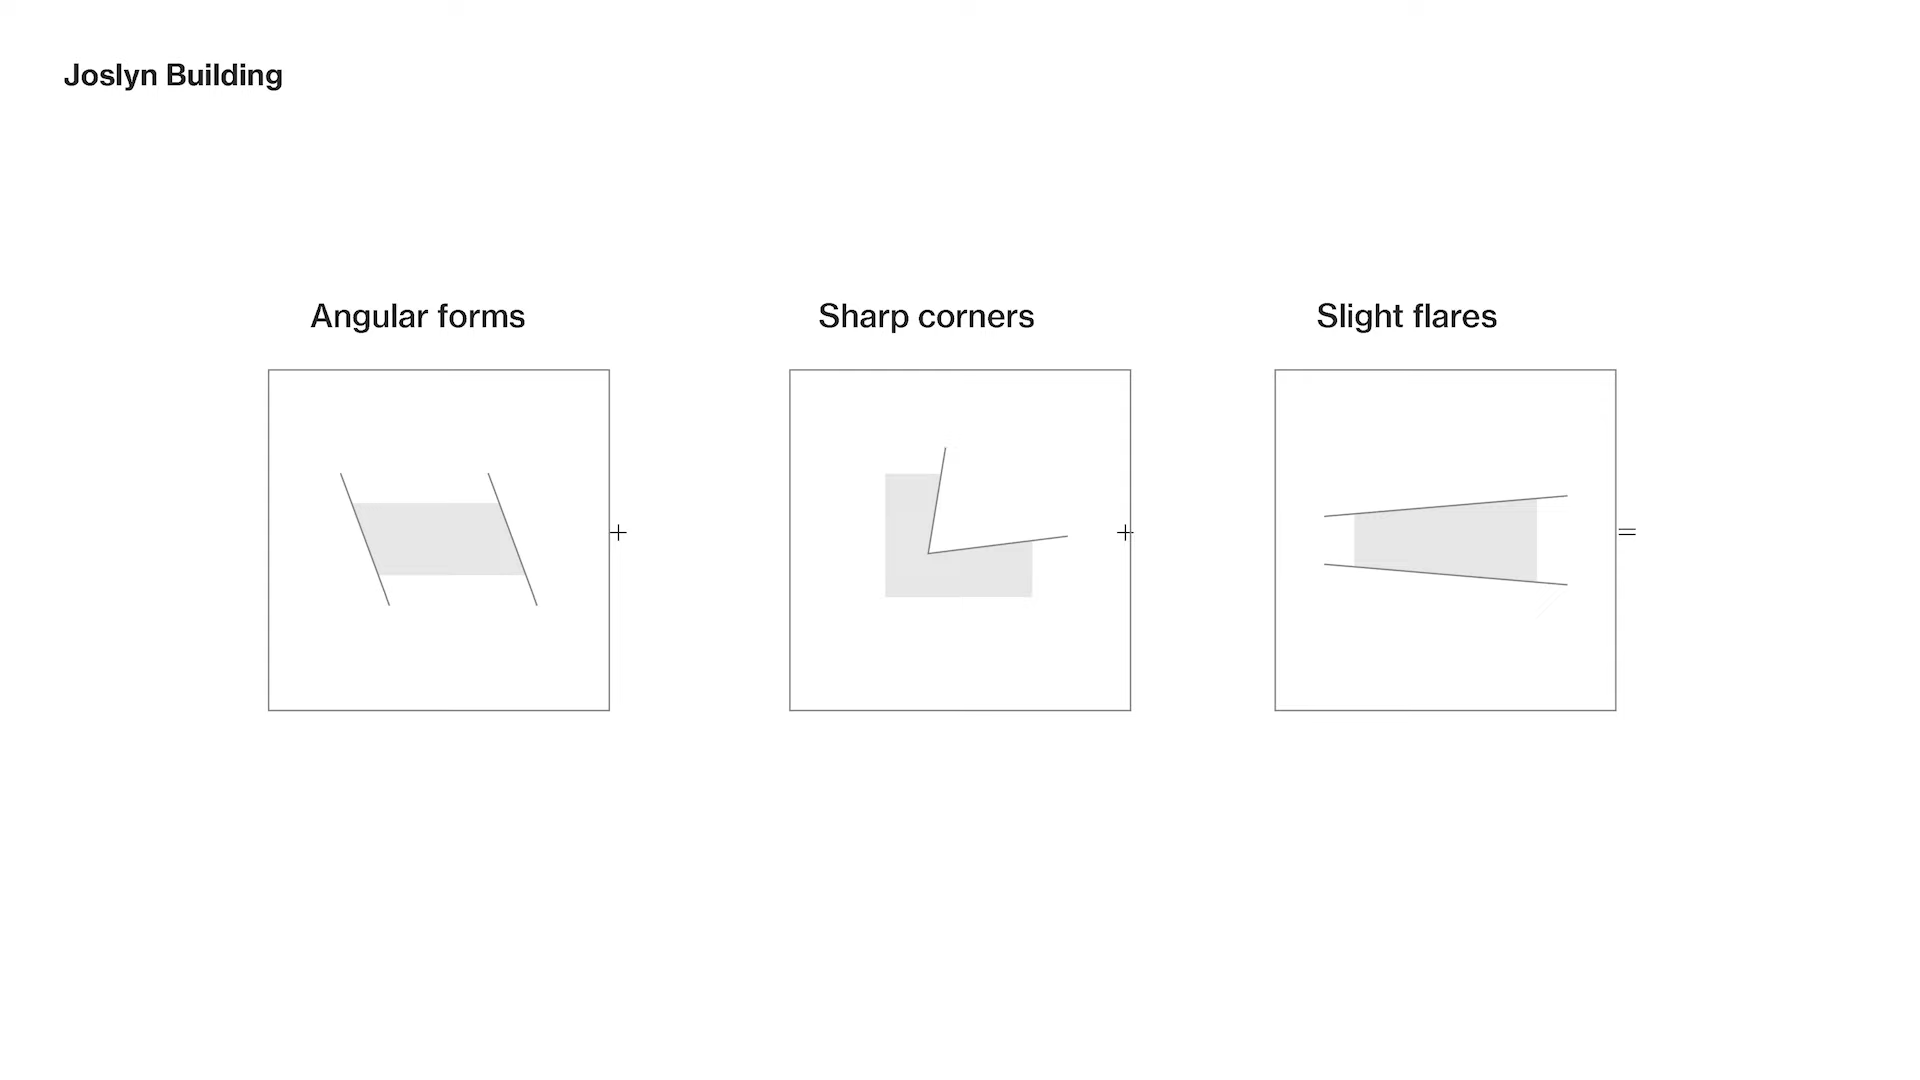 Joslyn Building
Angular forms
Sharp corners
Slight flares
+
+
=